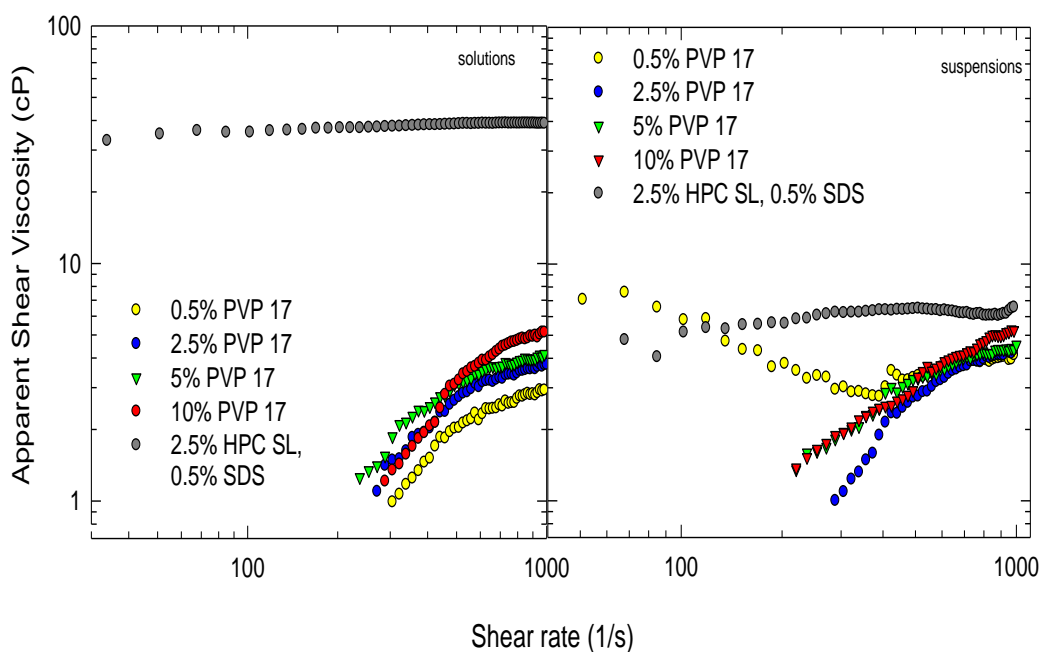 Apparent Shear Viscosity (cP)
100
10
1
solutions
0.5% PVP 17
2.5% PVP 17
5% PVP 17
10% PVP 17
2.5% HPC SL,
0.5% SDS
100
1000
0.5% PVP 17
2.5% PVP 17
5% PVP 17
10% PVP 17
2.5% HPC SL, 0.5% SDS
suspensions
100
1000
Shear rate (1/s)